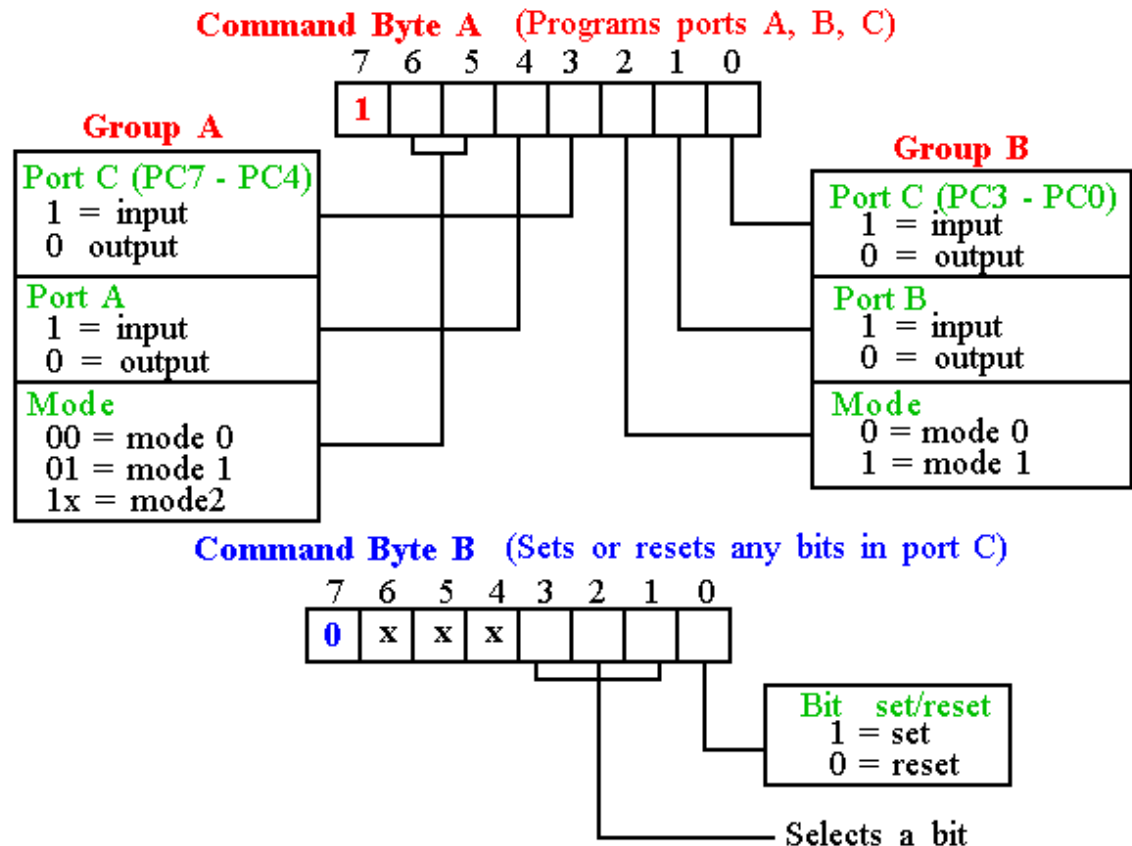 Command Byte A (Programs ports A, B, C)
7 6 5 4 3 2 1 0
1
Group A
Port C (PC7 - PC4)
1 = input
0 output
Port A
1 = input
0 = output
Mode
00 = mode 0
01 = mode 1
1x = mode2
Group B
Port C (PC3 - PC0)
1 = input
0 = output
Port B
1 = input
0 = output
Mode
0 = mode 0
1 = mode 1
Command Byte B (Sets or resets any bits in port C)
7 6 5 4 3 2 1 0
0 x x x
Bit set/reset
1 = set
0 = reset
Selects a bit